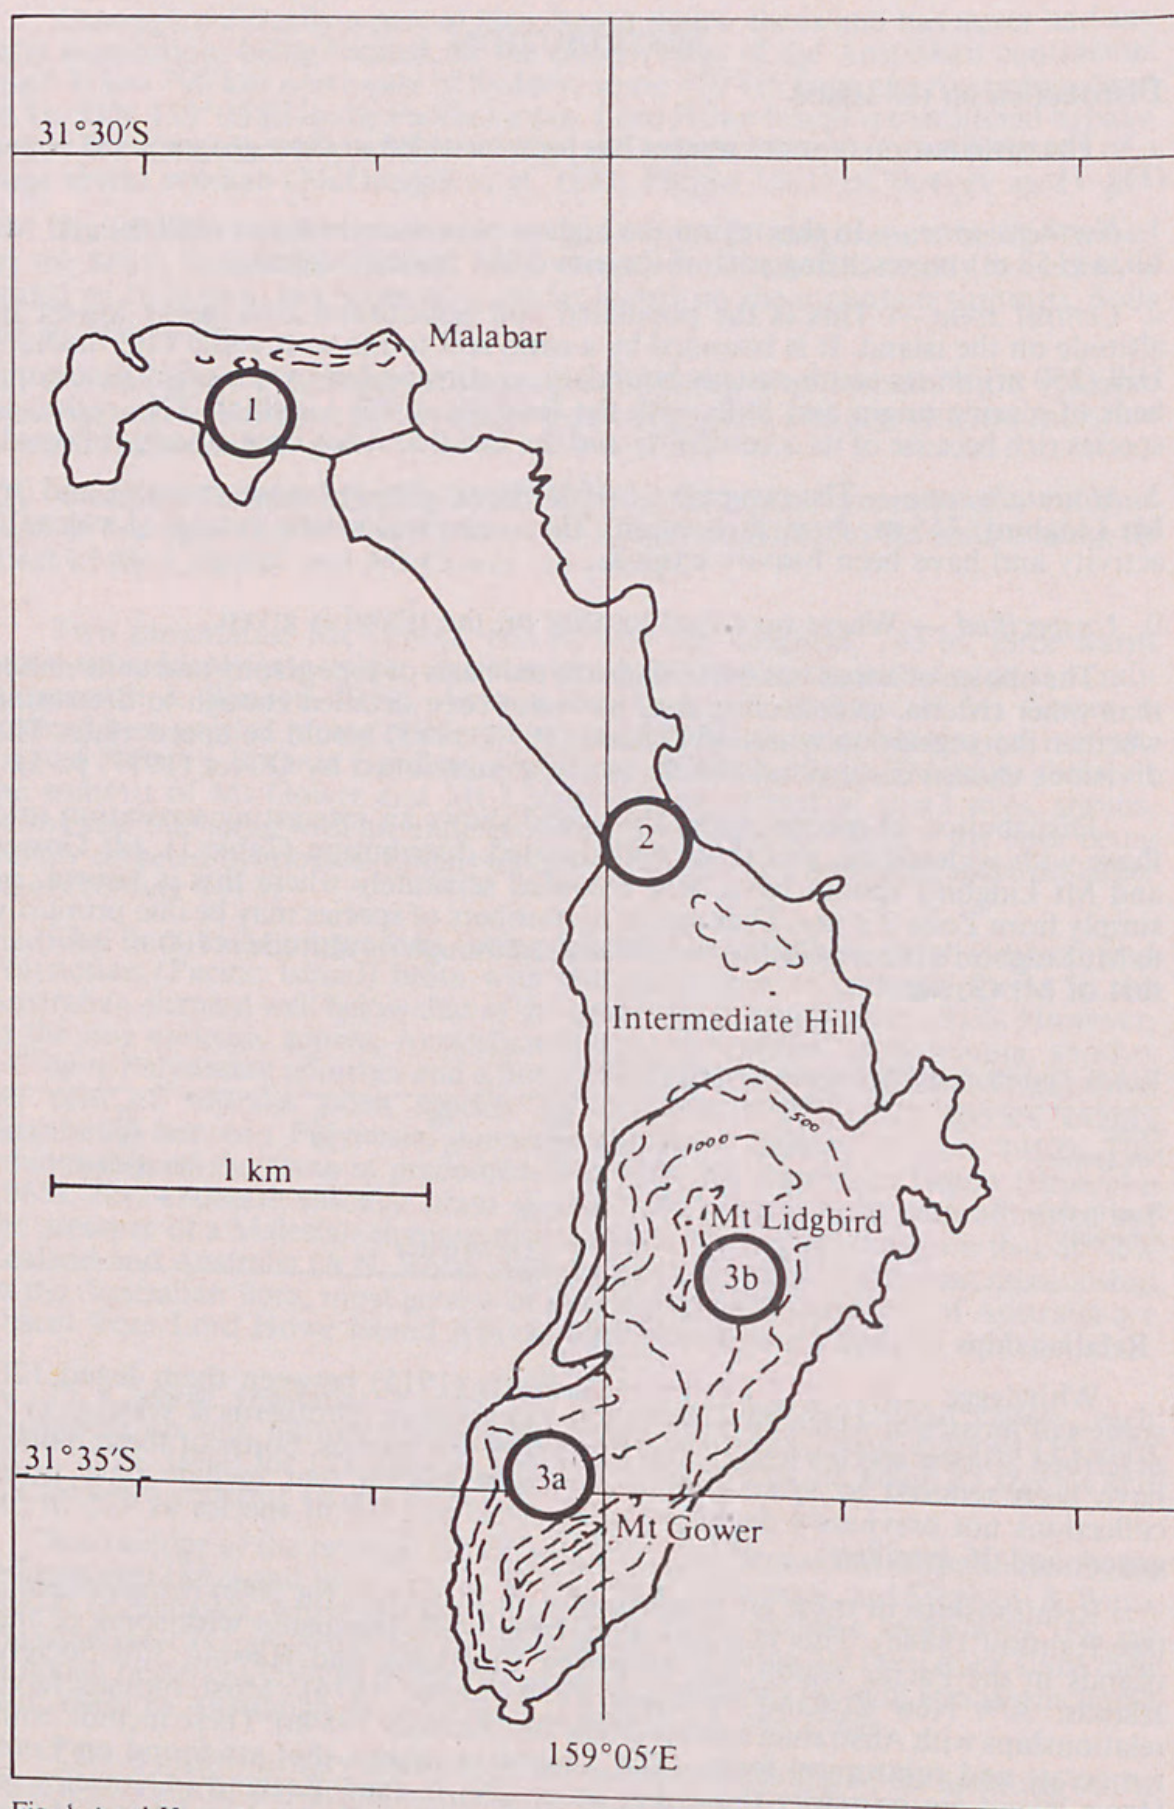 31°30′S
Malabar
1
2
Intermediate Hill
500
1000
1 km
Mt Lidgbird
3b
31°35′S
3a
Mt Gower
159°05′E